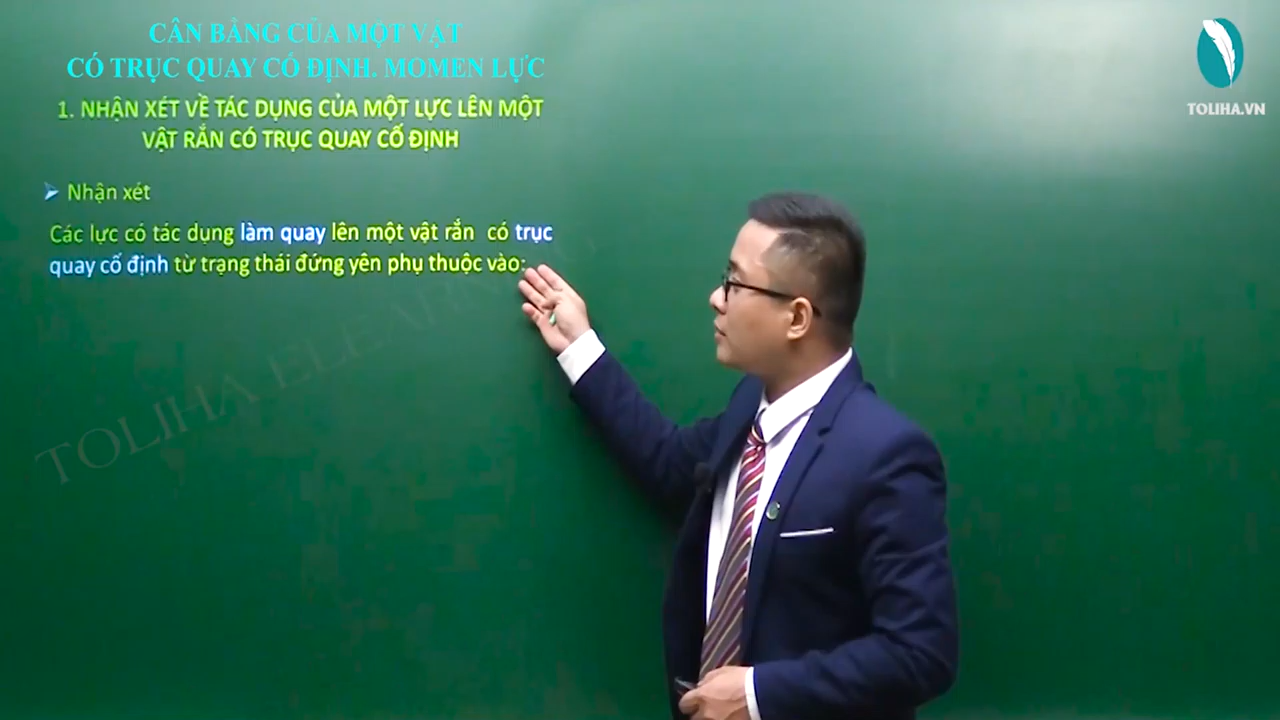 CÂN BẰNG CỦA MỘT VẬT
CÓ TRỤC QUAY CỐ ĐỊNH. MOMEN LỰC
1. NHẬN XÉT VỀ TÁC DỤNG CỦA MỘT LỰC LÊN MỘT
VẬT RẮN CÓ TRỤC QUAY CỐ ĐỊNH
Nhận xét
Các lực có tác dụng làm quay lên một vật rắn có trục
quay cố định từ trạng thái đứng yên phụ thuộc vào:
TOLIHA.VN
TOLIHA